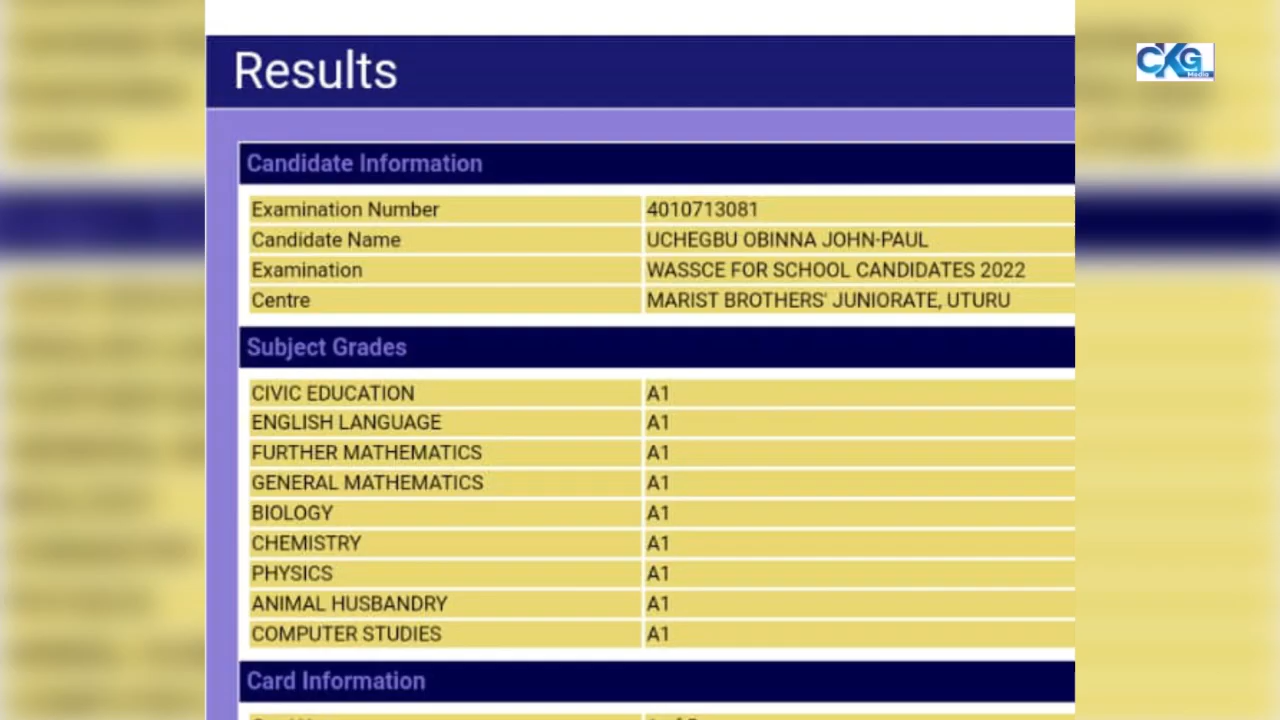 CKG
Media
Results
Candidate Information
Examination Number 4010713081
Candidate Name UCHEGBU OBINNA JOHN-PAUL
Examination WASSCE FOR SCHOOL CANDIDATES 2022
Centre MARIST BROTHERS' JUNIORATE, UTURU
Subject Grades
CIVIC EDUCATION A1
ENGLISH LANGUAGE A1
FURTHER MATHEMATICS A1
GENERAL MATHEMATICS A1
BIOLOGY A1
CHEMISTRY A1
PHYSICS A1
ANIMAL HUSBANDRY A1
COMPUTER STUDIES A1
Card Information